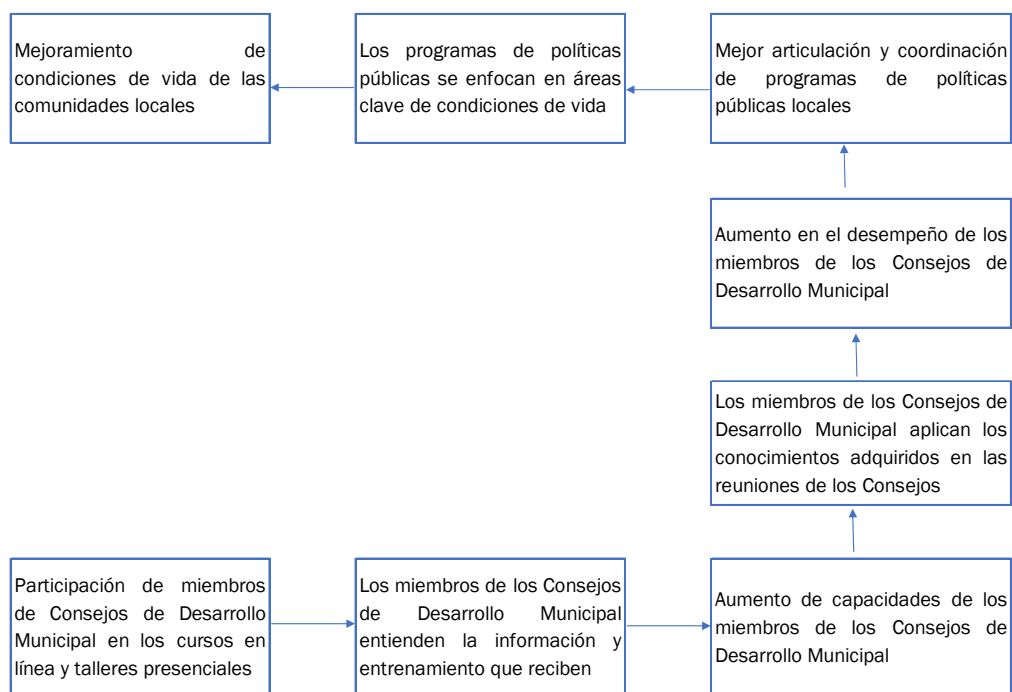 Mejoramiento de
condiciones de vida de las
comunidades locales
Los programas de políticas
públicas se enfocan en áreas
clave de condiciones de vida
Mejor articulación y coordinación
de programas de políticas
públicas locales
Aumento en el desempeño de los
miembros de los Consejos de
Desarrollo Municipal
Los miembros de los Consejos de
Desarrollo Municipal aplican los
conocimientos adquiridos en las
reuniones de los Consejos
Participación de miembros
de Consejos de Desarrollo
Municipal en los cursos en
línea y talleres presenciales
Los miembros de los Consejos
de Desarrollo Municipal
entienden la información y
entrenamiento que reciben
Aumento de capacidades de los
miembros de los Consejos de
Desarrollo Municipal